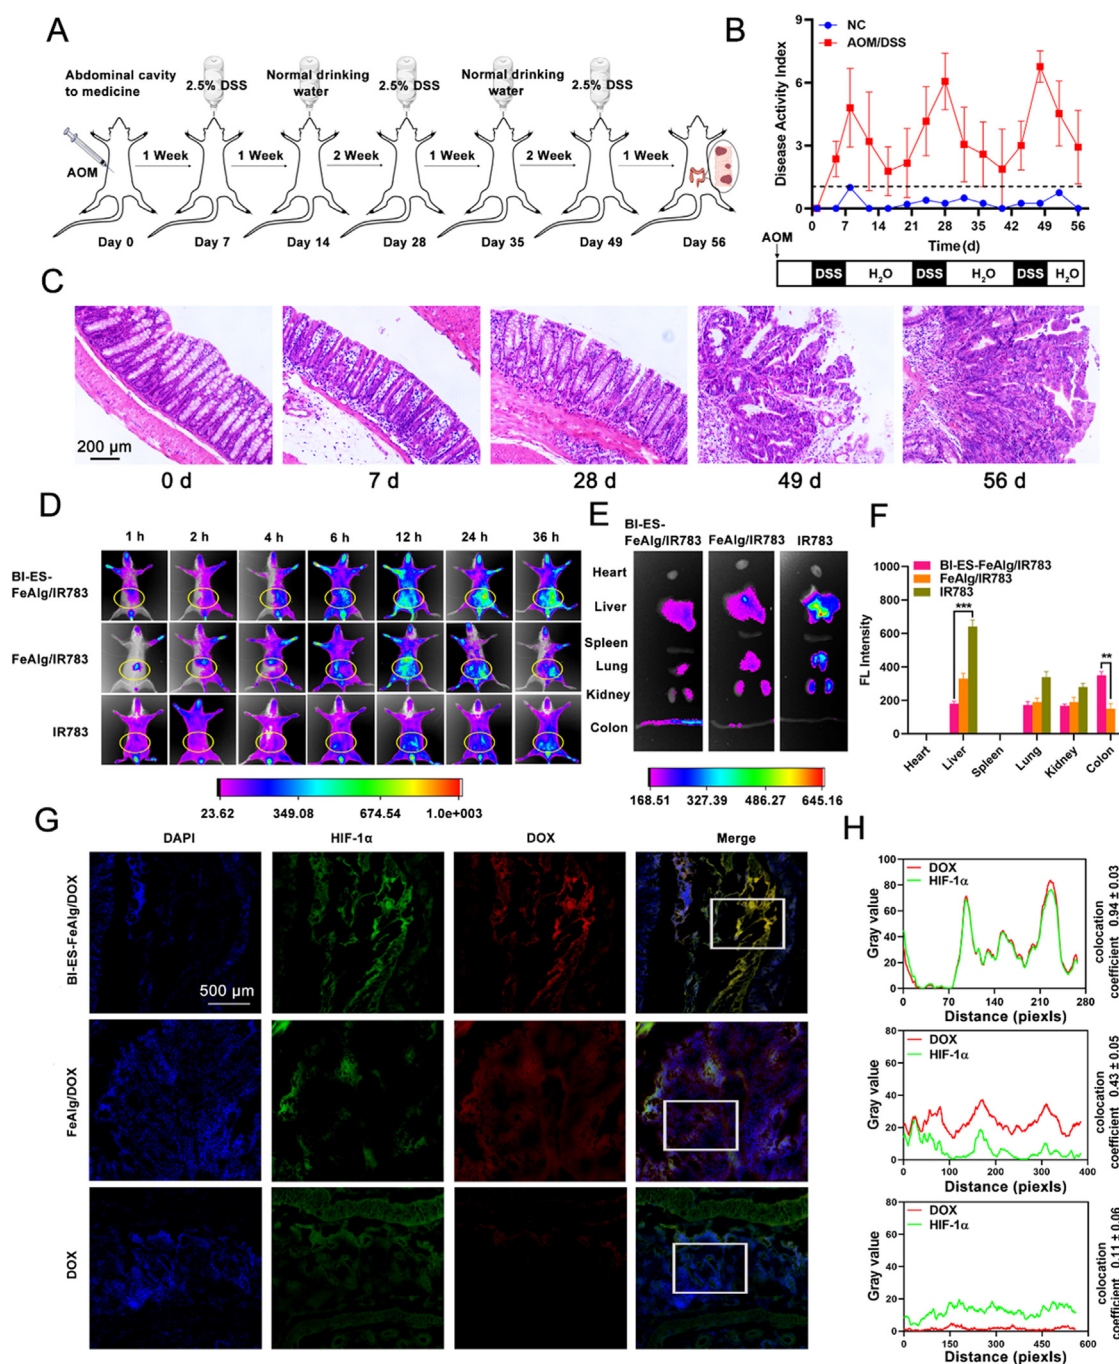 A
Abdominal cavity
to medicine
2.5% DSS
Normal drinking
water
2.5% DSS
Normal drinking
water
2.5% DSS
AOM
1 Week
1 Week
2 Week
1 Week
2 Week
1 Week
Day 0
Day 7
Day 14
Day 28
Day 35
Day 49
Day 56
B
NC
AOM/DSS
Disease Activity Index
9
6
3
0
0 7 14 21 28 35 42 49 56
Time(d)
AOM
DSS H₂O DSS H₂O DSS H₂O
C
200 μm
0 d
7 d
28 d
49 d
56 d
D
1 h 2 h 4 h 6 h 12 h 24 h 36 h
BI-ES-
FeAlg/IR783
FeAlg/IR783
IR783
23.62 349.08 674.54 1.0e+003
E
BI-ES-
FeAlg/IR783 FeAlg/IR783 IR783
Heart
Liver
Spleen
Lung
Kidney
Colon
168.51 327.39 486.27 645.16
F
BI-ES-FeAlg/IR783
FeAlg/IR783
IR783
FL Intensity
1000
800
600
400
200
0
***
**
Heart
Liver
Spleen
Lung
Kidney
Colon
G
DAPI HIF-1α DOX Merge
BI-ES-FeAlg/DOX
500 μm
FeAlg/DOX
DOX
H
DOX
HIF-1α
Gray value
100
80
60
40
20
0
0 70 140 210 280
Distance (piexls)
colocation
coefficient 0.94 ± 0.03
DOX
HIF-1α
Gray value
80
60
40
20
0
0 100 200 300 400
Distance (piexls)
colocation
coefficient 0.43 ± 0.05
DOX
HIF-1α
Gray value
80
60
40
20
0
0 150 300 450 600
Distance (piexls)
colocation
coefficient 0.11 ± 0.06